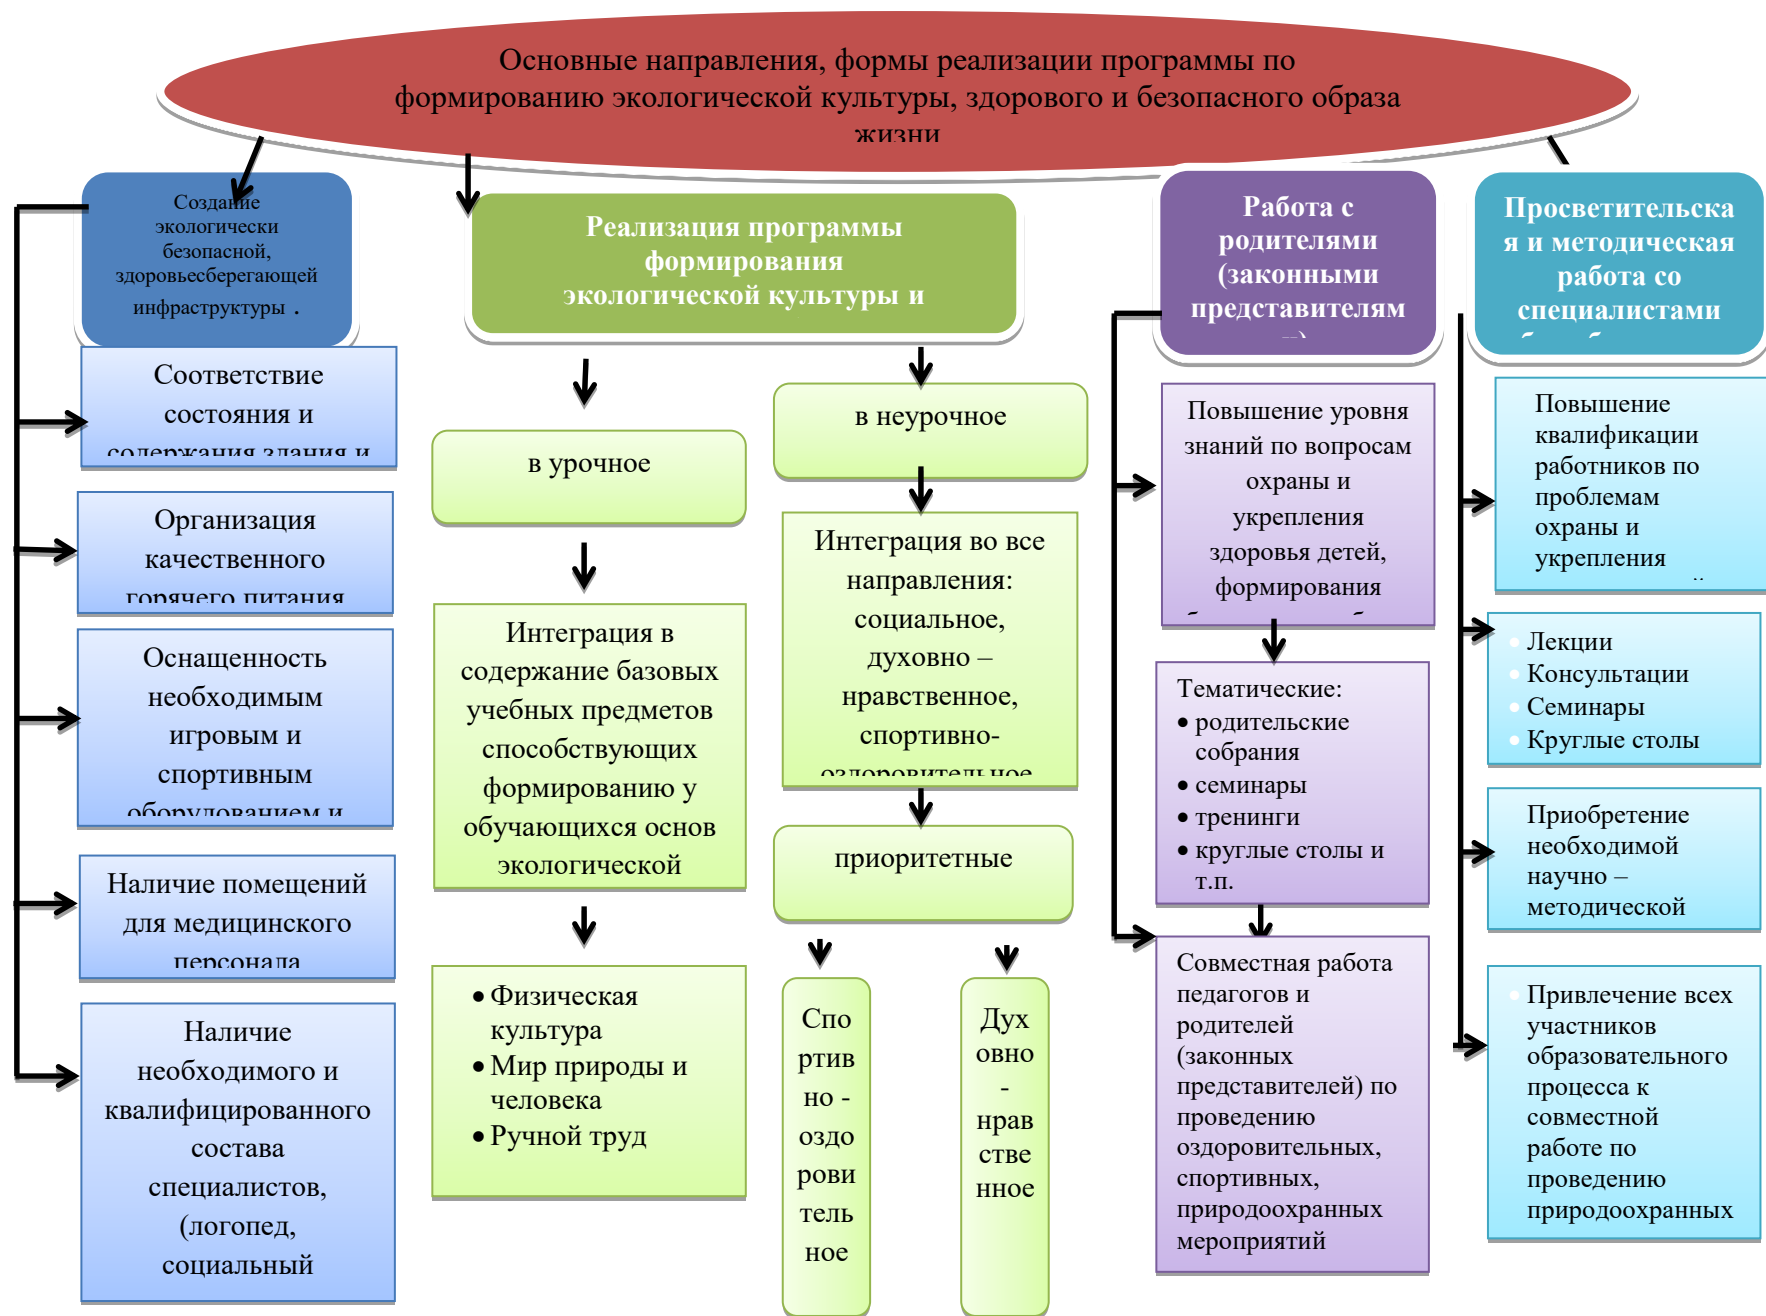 Основные направления, формы реализации программы по
формированию экологической культуры, здорового и безопасного образа
жизни
Создание
экологически
безопасной,
здоровьесберегающей
инфраструктуры .
Соответствие
состояния и
содержания здания и
Организация
качественного
горячего питания
Оснащенность
необходимым
игровым и
спортивным
оборудованием и
Наличие помещений
для медицинского
персонала
Наличие
необходимого и
квалифицированного
состава
специалистов,
(логопед,
социальный
Реализация программы
формирования
экологической культуры и
в урочное
Интеграция в
содержание базовых
учебных предметов
способствующих
формированию у
обучающихся основ
экологической
• Физическая
культура
• Мир природы и
человека
• Ручной труд
в неурочное
Интеграция во все
направления:
социальное,
духовно –
нравственное,
спортивно-
оздоровительное
приоритетные
Спо
ртив
но -
оздо
рови
тель
ное
Дух
овно
-
нрав
стве
нное
Работа с
родителями
(законными
представителям
Повышение уровня
знаний по вопросам
охраны и
укрепления
здоровья детей,
формирования
Тематические:
• родительские
собрания
• семинары
• тренинги
• круглые столы и
т.п.
Совместная работа
педагогов и
родителей
(законных
представителей) по
проведению
оздоровительных,
спортивных,
природоохранных
мероприятий
Просветительска
я и методическая
работа со
специалистами
Повышение
квалификации
работников по
проблемам
охраны и
укрепления
• Лекции
• Консультации
• Семинары
• Круглые столы
Приобретение
необходимой
научно –
методической
• Привлечение всех
участников
образовательного
процесса к
совместной
работе по
проведению
природоохранных